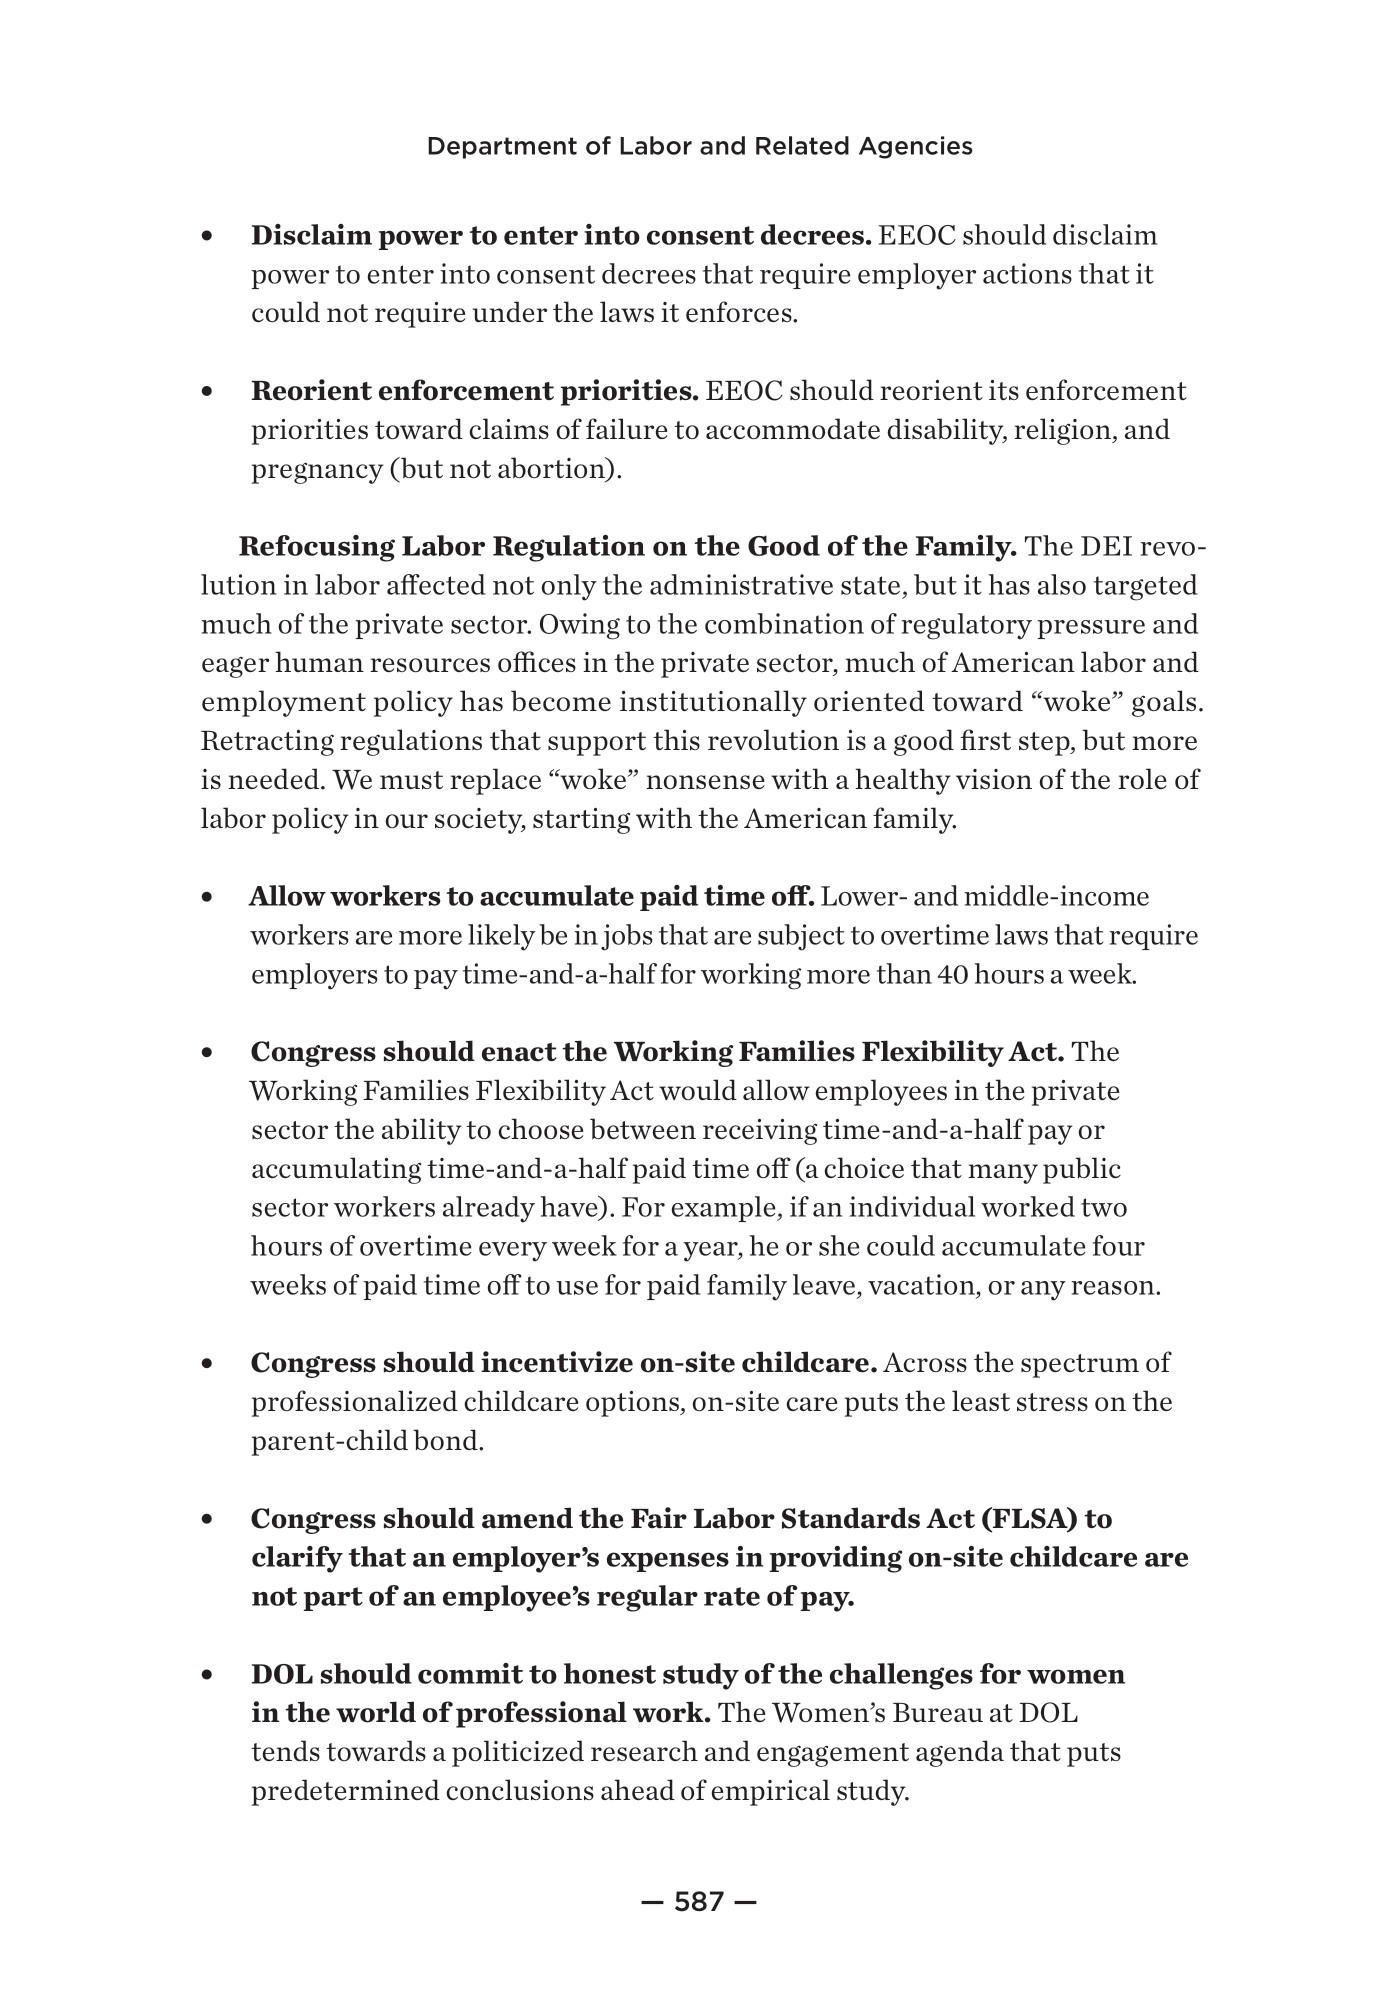 Department of Labor and Related Agencies
• Disclaim power to enter into consent decrees. EEOC should disclaim
power to enter into consent decrees that require employer actions that it
could not require under the laws it enforces.
• Reorient enforcement priorities. EEOC should reorient its enforcement
priorities toward claims of failure to accommodate disability, religion, and
pregnancy (but not abortion).
Refocusing Labor Regulation on the Good of the Family. The DEI revo-
lution in labor affected not only the administrative state, but it has also targeted
much of the private sector. Owing to the combination of regulatory pressure and
eager human resources offices in the private sector, much of American labor and
employment policy has become institutionally oriented toward “woke” goals.
Retracting regulations that support this revolution is a good first step, but more
is needed. We must replace “woke” nonsense with a healthy vision of the role of
labor policy in our society, starting with the American family.
• Allow workers to accumulate paid time off. Lower- and middle-income
workers are more likely be in jobs that are subject to overtime laws that require
employers to pay time-and-a-half for working more than 40 hours a week.
• Congress should enact the Working Families Flexibility Act. The
Working Families Flexibility Act would allow employees in the private
sector the ability to choose between receiving time-and-a-half pay or
accumulating time-and-a-half paid time off (a choice that many public
sector workers already have). For example, if an individual worked two
hours of overtime every week for a year, he or she could accumulate four
weeks of paid time off to use for paid family leave, vacation, or any reason.
• Congress should incentivize on-site childcare. Across the spectrum of
professionalized childcare options, on-site care puts the least stress on the
parent-child bond.
• Congress should amend the Fair Labor Standards Act (FLSA) to
clarify that an employer’s expenses in providing on-site childcare are
not part of an employee’s regular rate of pay.
• DOL should commit to honest study of the challenges for women
in the world of professional work. The Women’s Bureau at DOL
tends towards a politicized research and engagement agenda that puts
predetermined conclusions ahead of empirical study.
— 587 —